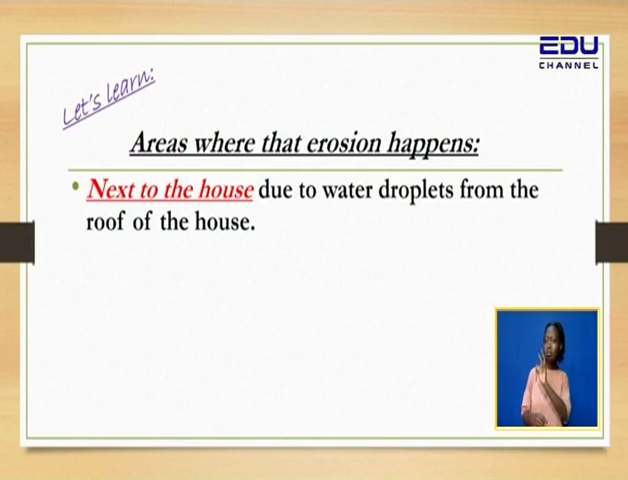 EDU
CHANNEL
Let's learn:
Areas where that erosion happens:
• Next to the house due to water droplets from the
roof of the house.